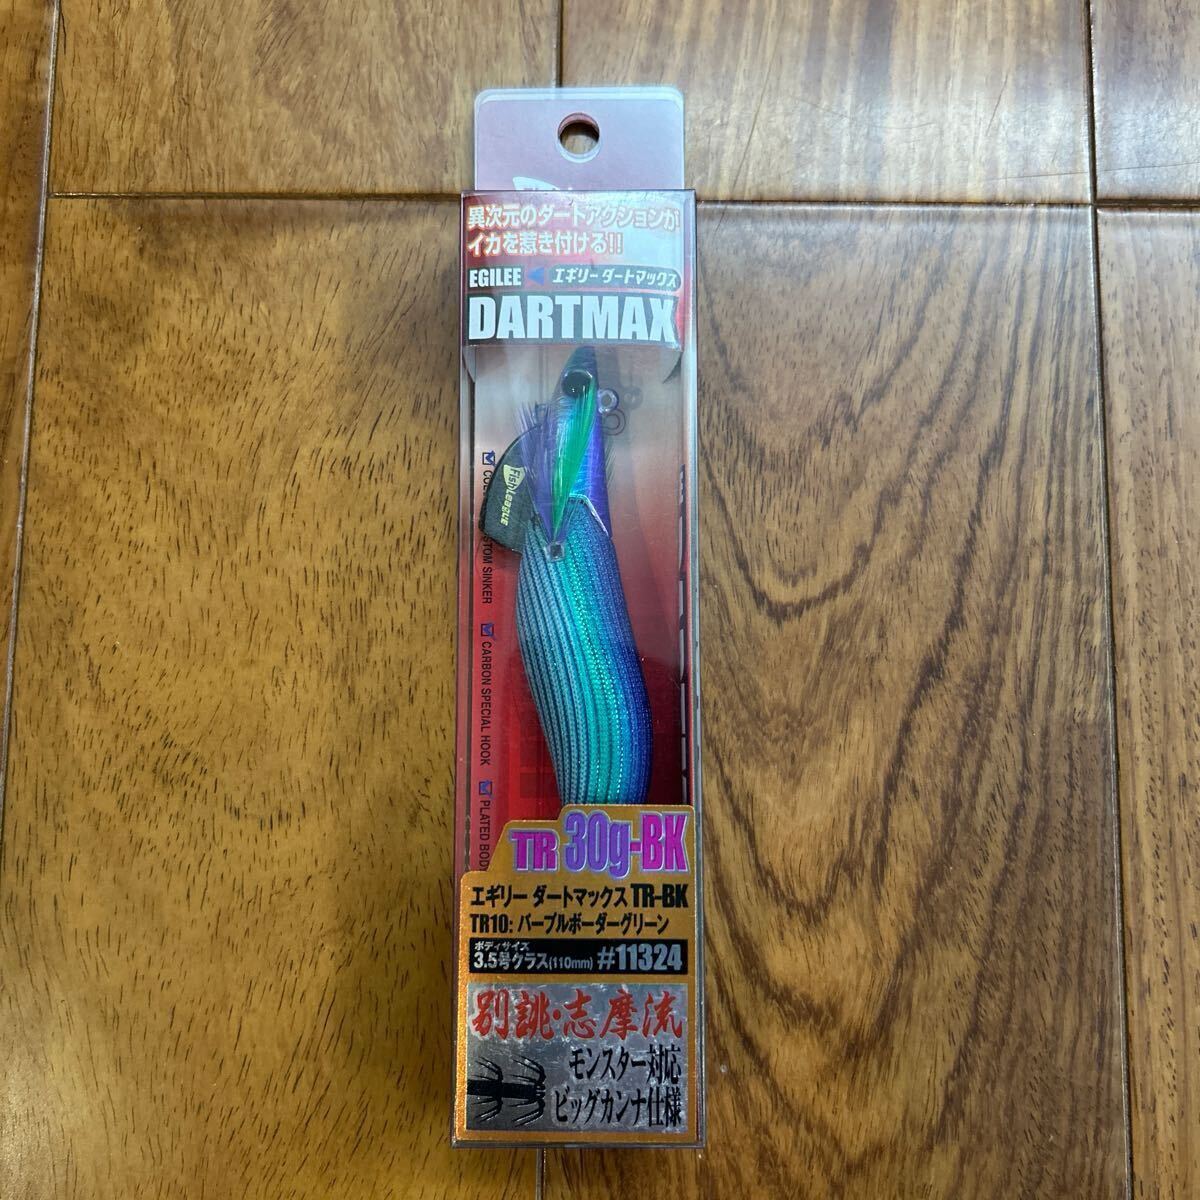 異次元のダートアクションが
イカを惹き付ける!!
EGILEE エギリー ダートマックス
DARTMAX
FishLeague
CUSTOM SINKER
CARBON SPECIAL HOOK
PLATED BOD
TR 30g-BK
エギリー ダートマックス TR-BK
TR10: パープルボーダーグリーン
ボディサイズ
3.5号クラス(110mm) #11324
別誂・志摩流
モンスター対応
ビッグカンナ仕様